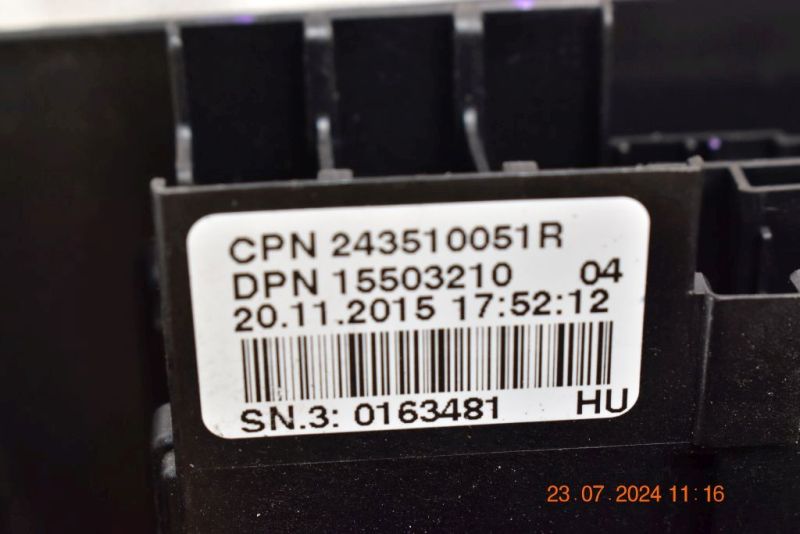 CPN 243510051R
DPN 15503210 04
20.11.2015 17:52:12
SN.3: 0163481 HU
23.07.2024 11:16